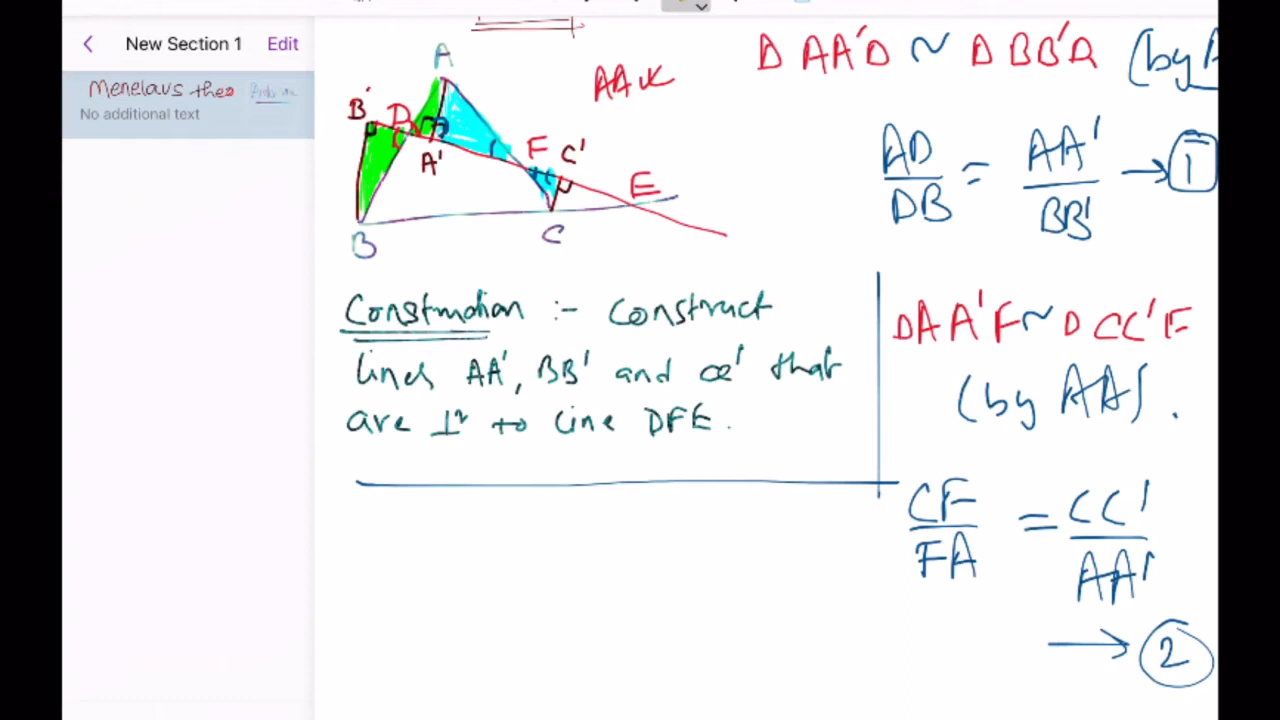 New Section 1 Edit
Menelaus theo
No additional text
A
B' D
A' F C'
E
B C
AA ✓
Δ AA'D ~ Δ BB'D (by A
AD/DB = AA'/BB' → 1
Construction :- Construct
lines AA', BB' and CC' that
are ⊥r to line DFE.
ΔAA'F ~ Δ CC'F
(by AA).
CF/FA = CC'/AA'
→ 2